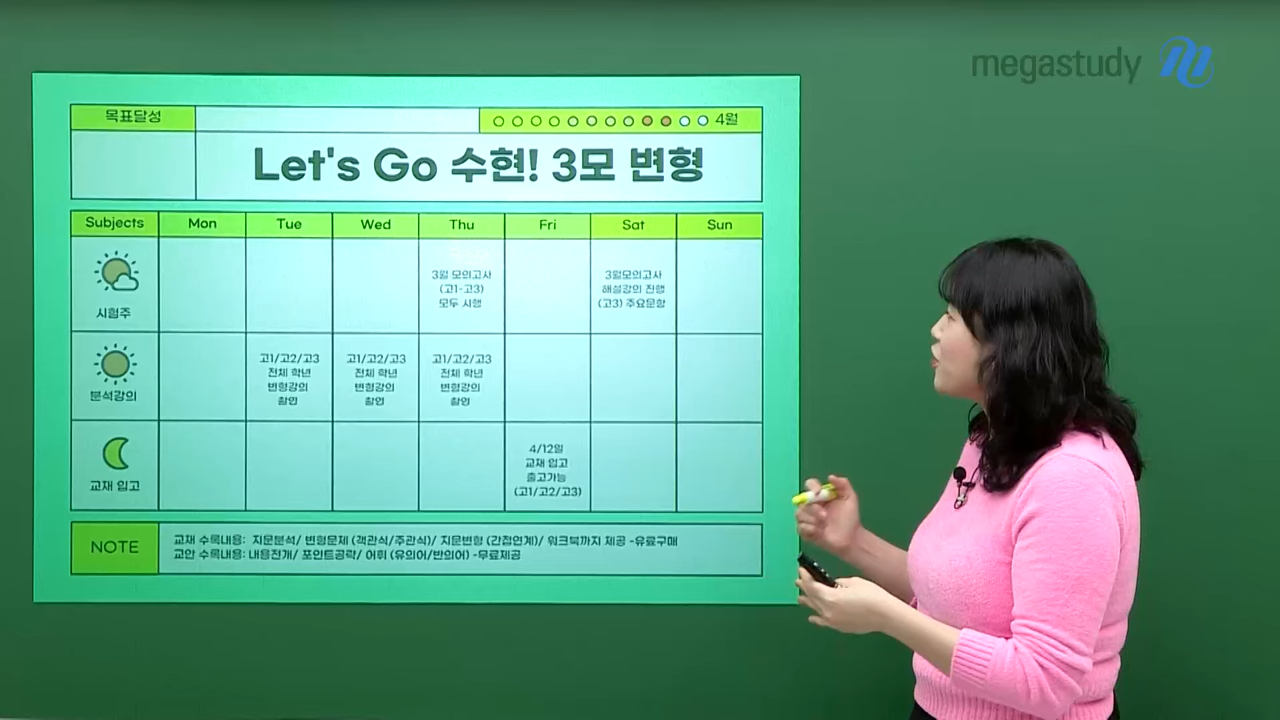 megastudy
목표달성
4월
Let's Go 수현! 3모 변형
Subjects Mon Tue Wed Thu Fri Sat Sun
시험주
3월 모의고사
(고1-고3)
모두 시행
3월모의고사
해설강의 진행
(고3) 주요문항
분석강의
고1/고2/고3
전체 학년
변형강의
촬영
고1/고2/고3
전체 학년
변형강의
촬영
고1/고2/고3
전체 학년
변형강의
촬영
교재 입고
4/12일
교재 입고
출고가능
(고1/고2/고3)
NOTE
교재 수록내용: 지문분석/ 변형문제 (객관식/주관식)/ 지문변형 (간접연계)/ 워크북까지 제공 -유료구매
교안 수록내용: 내용전개/ 포인트공략/ 어휘 (유의어/반의어) -무료제공